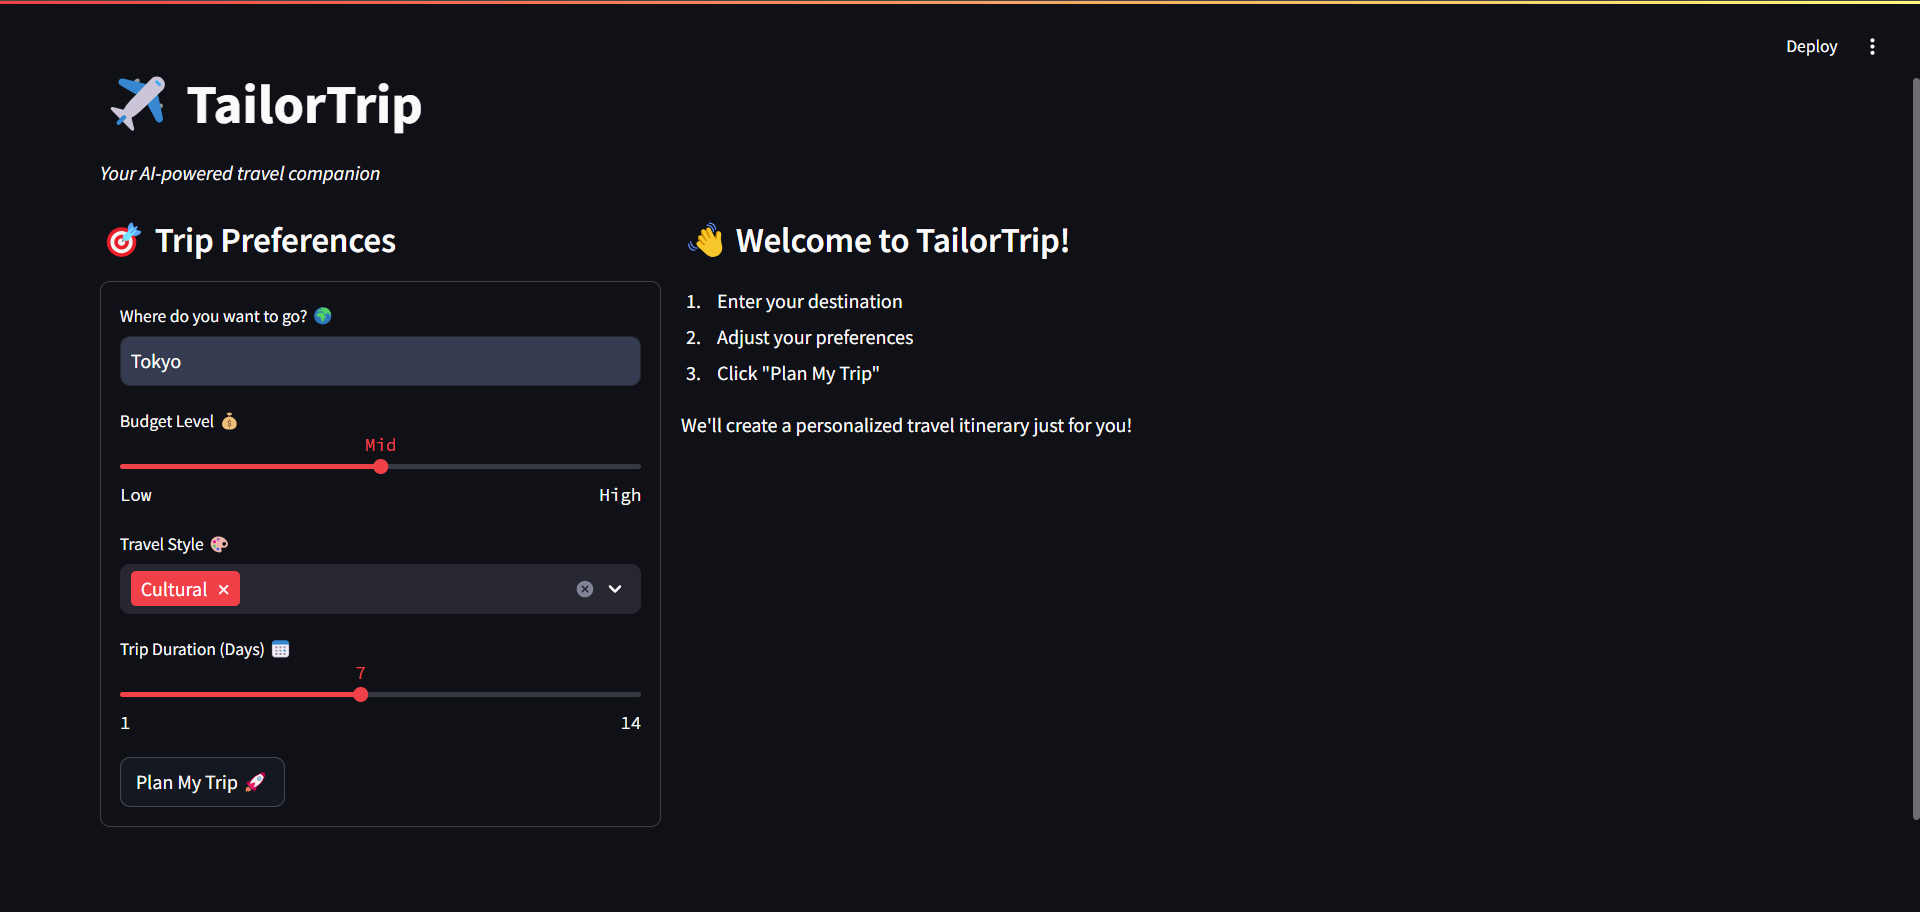 Deploy
TailorTrip
Your AI-powered travel companion
Trip Preferences
Where do you want to go?
Tokyo
Budget Level
Mid
Low High
Travel Style
Cultural
Trip Duration (Days)
7
1 14
Plan My Trip
Welcome to TailorTrip!
1. Enter your destination
2. Adjust your preferences
3. Click "Plan My Trip"
We'll create a personalized travel itinerary just for you!